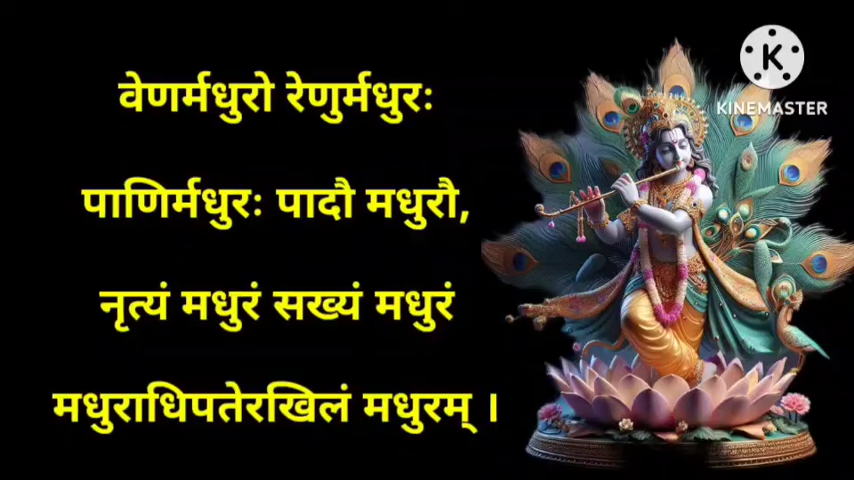 वेणर्मधुरो रेणुर्मधुरः
पाणिर्मधुरः पादौ मधुरौ,
नृत्यं मधुरं सख्यं मधुरं
मधुराधिपतेरखिलं मधुरम् ।
K
KINEMASTER